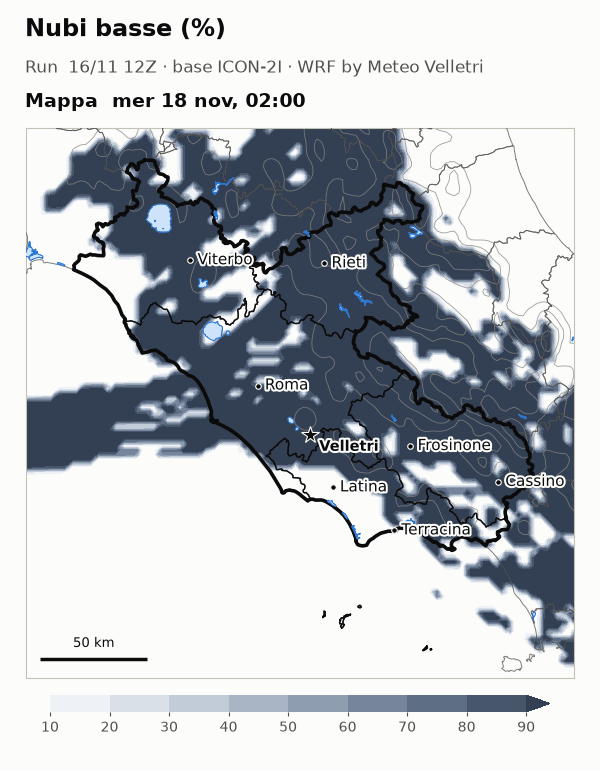 Nubi basse (%)
Run  16/11 12Z · base ICON-2I · WRF by Meteo Velletri
Mappa  mer 18 nov, 02:00
Viterbo
Rieti
Roma
Velletri
Frosinone
Latina
Cassino
Terracina
50 km
10 20 30 40 50 60 70 80 90